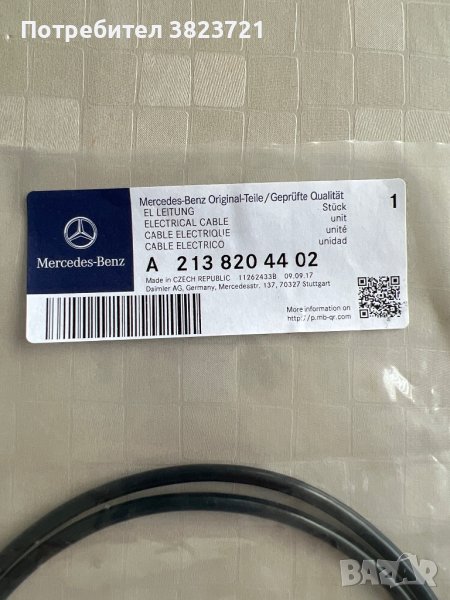 Потребител 3823721
Mercedes-Benz Original-Teile/Geprüfte Qualität
EL LEITUNG Stück
ELECTRICAL CABLE unit
CABLE ELECTRIQUE unité
CABLE ELECTRICO unidad
1
Mercedes-Benz
A 213 820 44 02
Made in CZECH REPUBLIC 11262433B 09.09.17
Daimler AG, Germany, Mercedesstr. 137, 70327 Stuttgart
More information on
http://p.mb-qr.com
BAZAR.bg